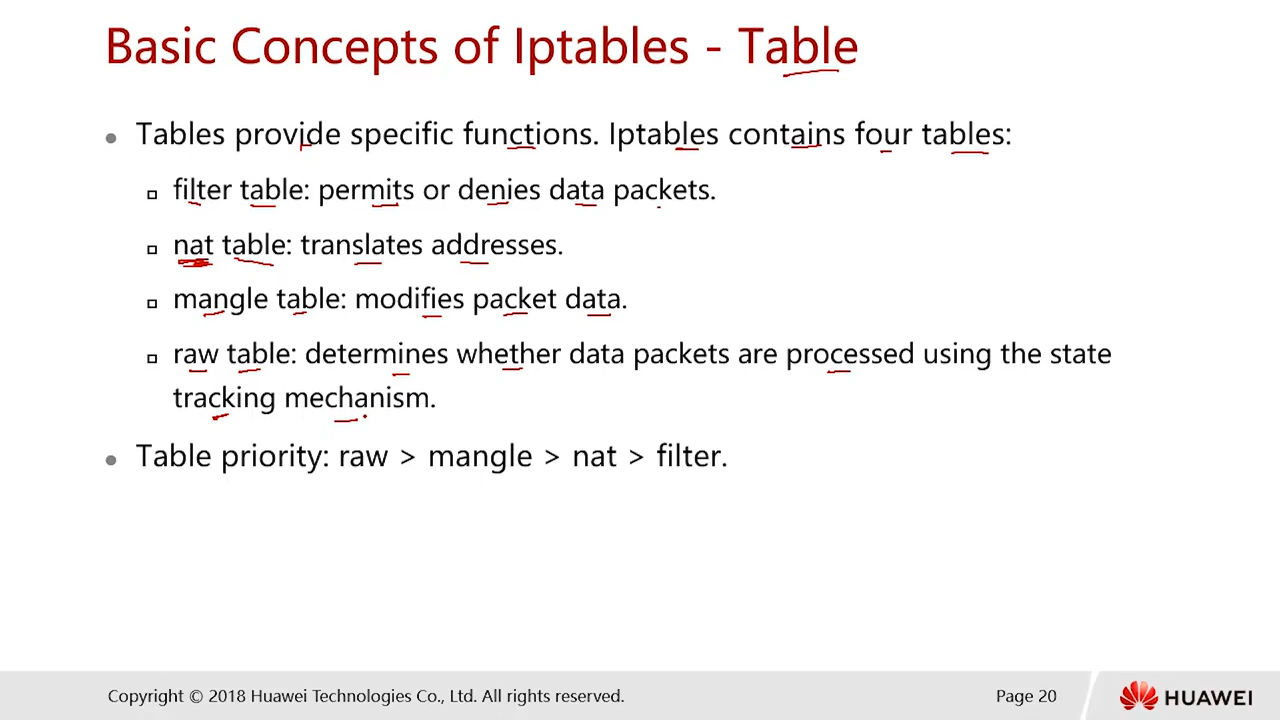 Basic Concepts of Iptables - Table
Tables provide specific functions. Iptables contains four tables:
filter table: permits or denies data packets.
nat table: translates addresses.
mangle table: modifies packet data.
raw table: determines whether data packets are processed using the state
tracking mechanism.
Table priority: raw > mangle > nat > filter.
Copyright © 2018 Huawei Technologies Co., Ltd. All rights reserved.
Page 20
HUAWEI